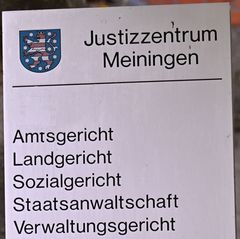 Justizzentrum
Meiningen
Amtsgericht
Landgericht
Sozialgericht
Staatsanwaltschaft
Verwaltungsgericht